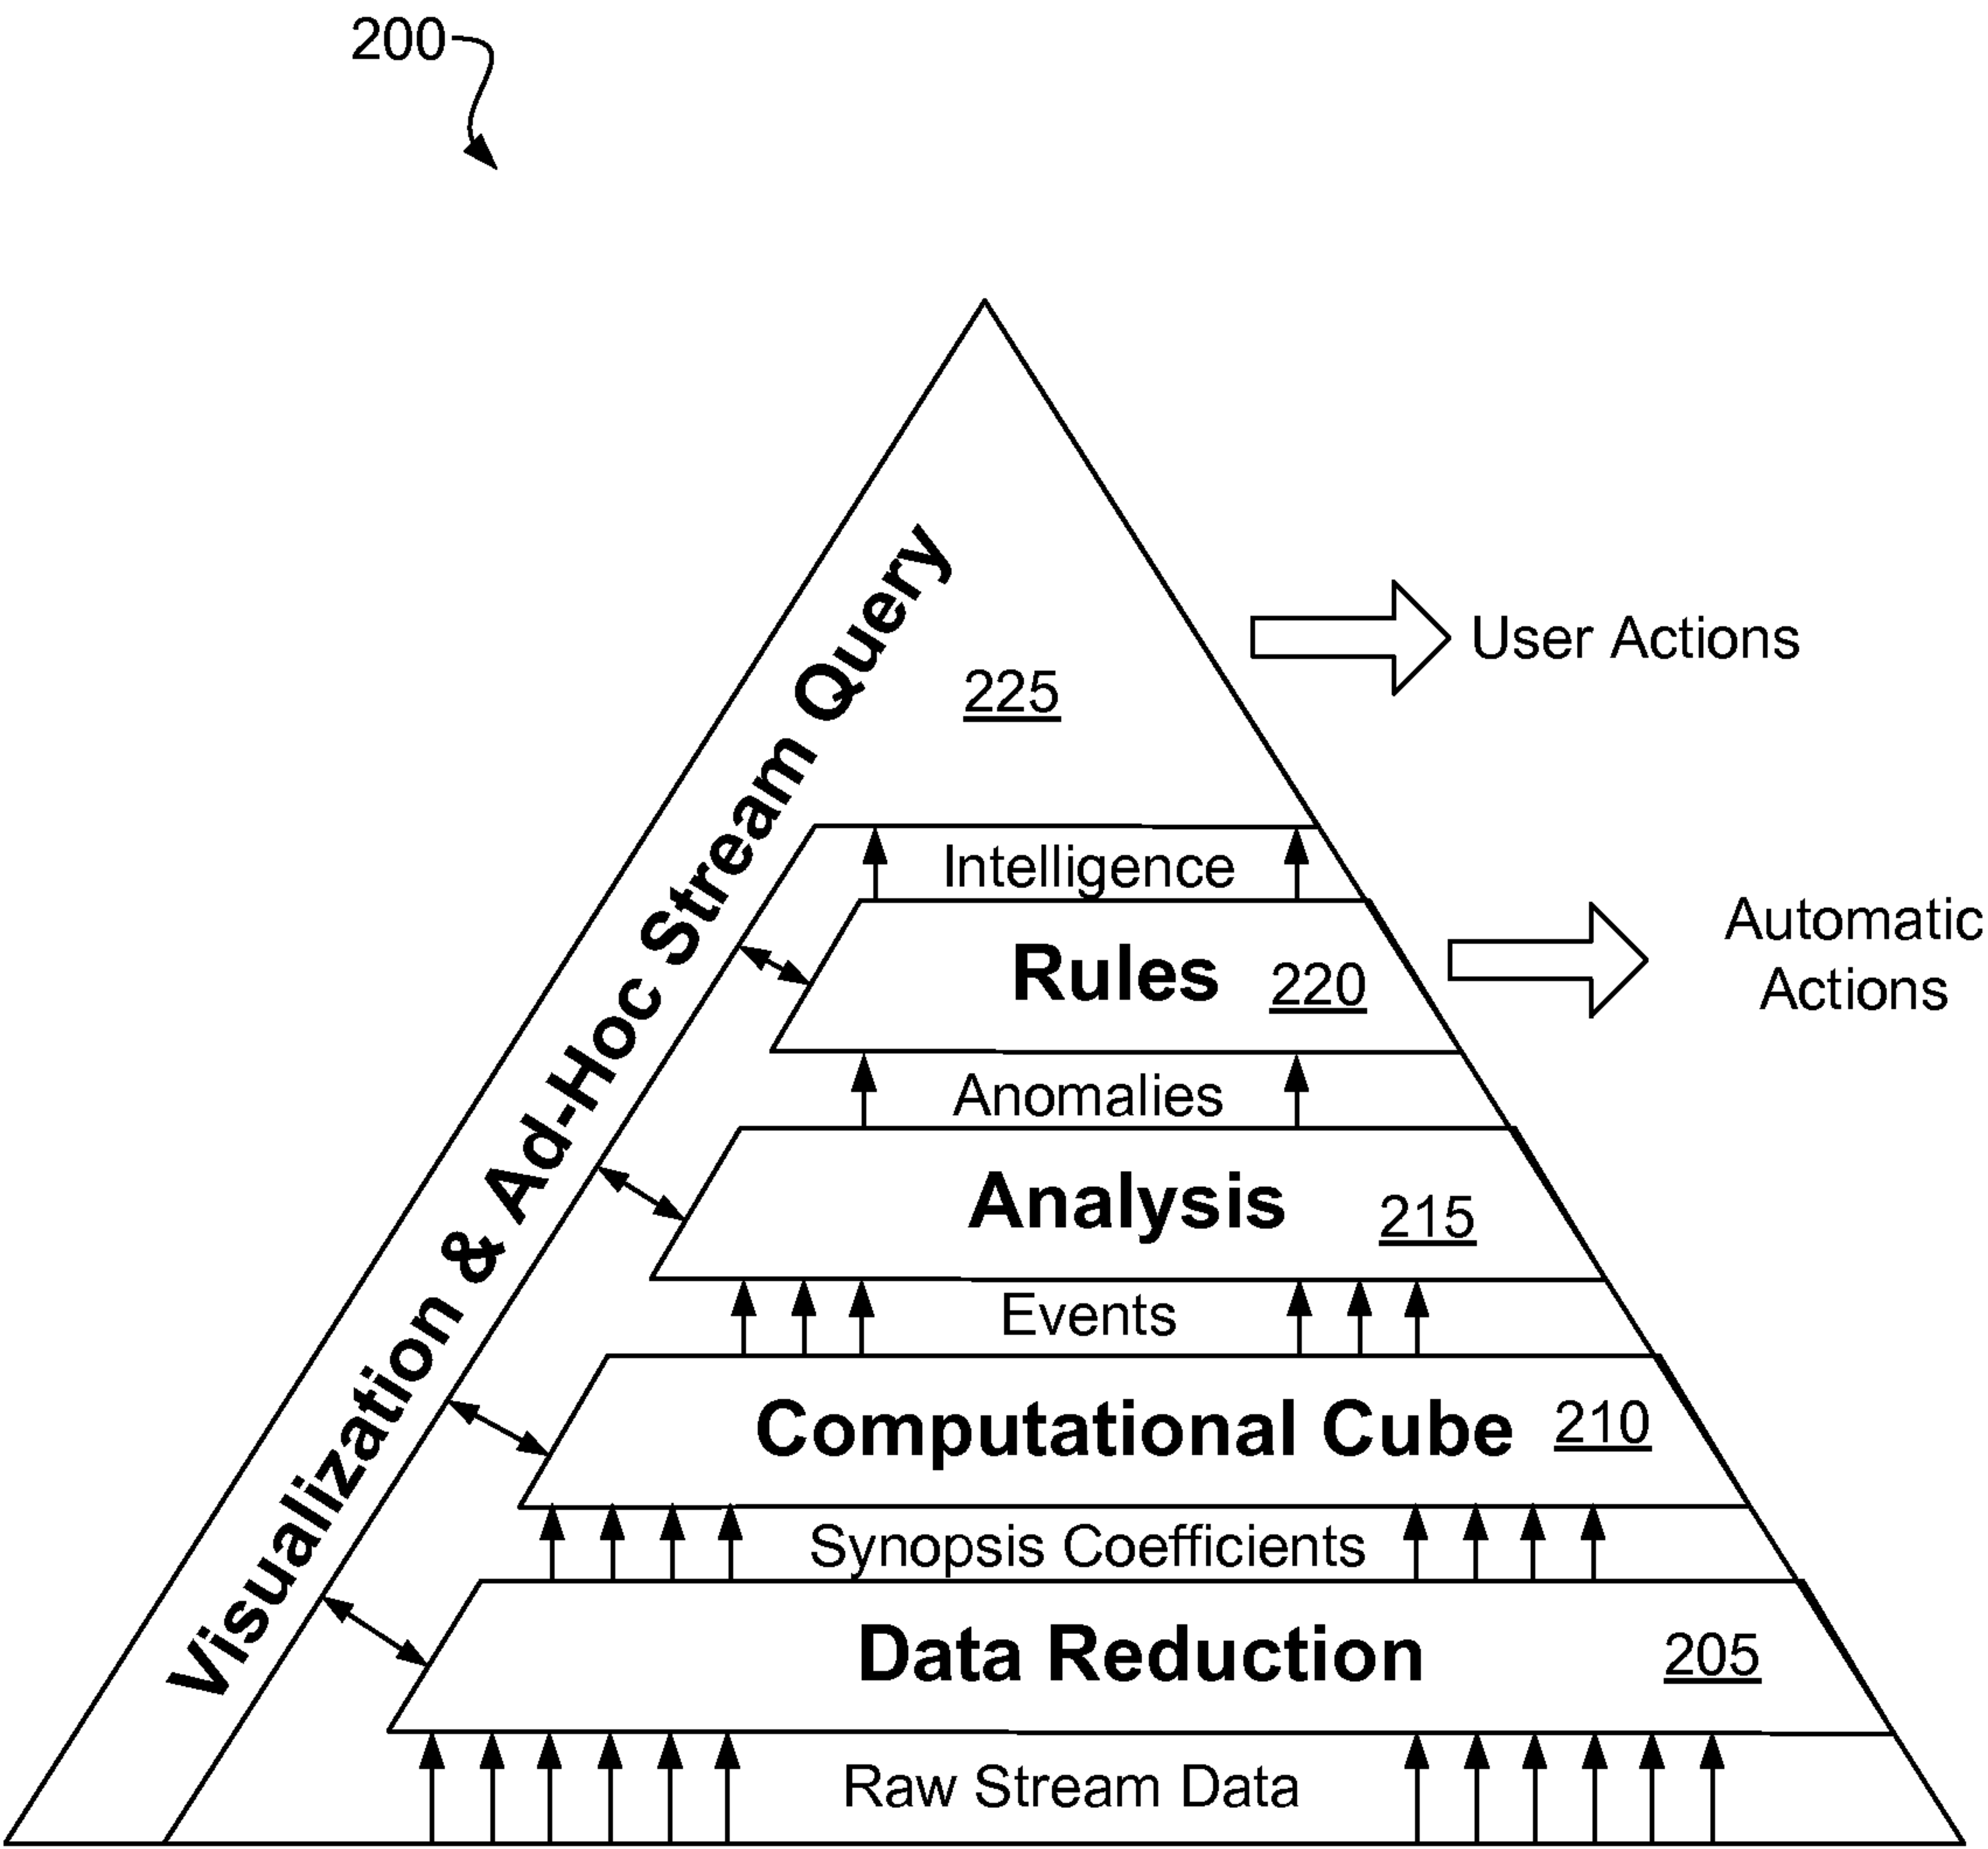 200
Visualization & Ad-Hoc Stream Query
225
User Actions
Intelligence
Rules 220
Automatic
Actions
Anomalies
Analysis 215
Events
Computational Cube 210
Synopsis Coefficients
Data Reduction 205
Raw Stream Data